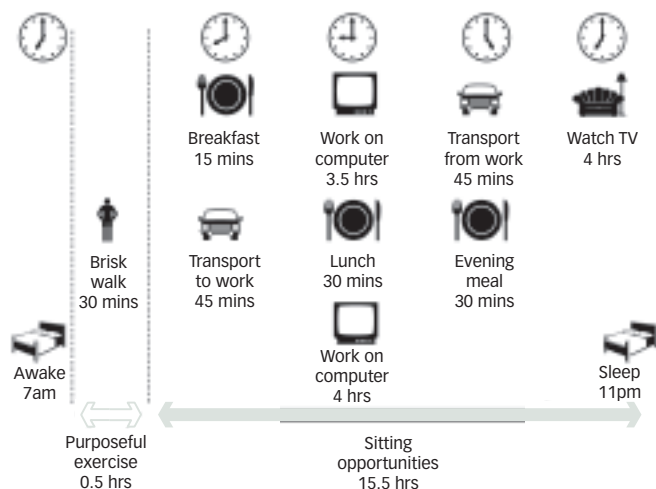 Breakfast
15 mins
Work on
computer
3.5 hrs
Transport
from work
45 mins
Watch TV
4 hrs
Brisk
walk
30 mins
Transport
to work
45 mins
Lunch
30 mins
Evening
meal
30 mins
Awake
7am
Work on
computer
4 hrs
Sleep
11pm
Purposeful
exercise
0.5 hrs
Sitting
opportunities
15.5 hrs